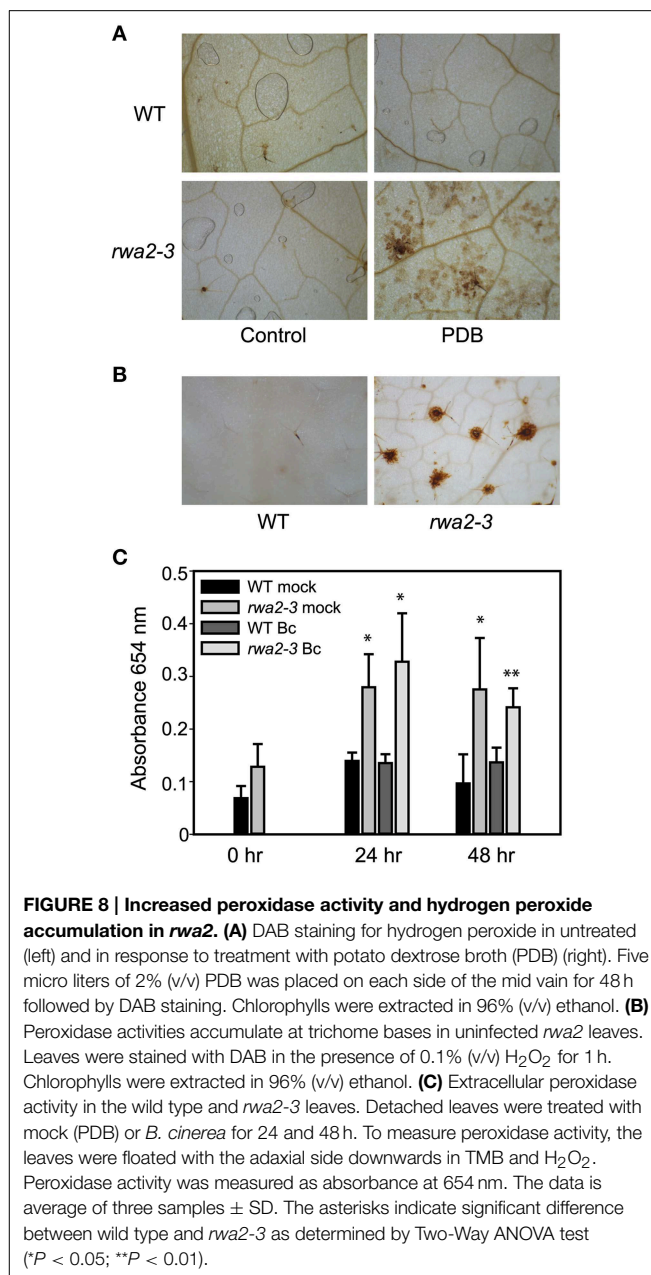 A
WT
rwa2-3
Control PDB
B
WT rwa2-3
C
0.5
0.4
0.3
0.1
0
Absorbance 654 nm
WT mock
rwa2-3 mock
WT Bc
rwa2-3 Bc
* * * **
0 hr 24 hr 48 hr
FIGURE 8 | Increased peroxidase activity and hydrogen peroxide
accumulation in rwa2. (A) DAB staining for hydrogen peroxide in untreated
(left) and in response to treatment with potato dextrose broth (PDB) (right). Five
micro liters of 2% (v/v) PDB was placed on each side of the mid vain for 48 h
followed by DAB staining. Chlorophylls were extracted in 96% (v/v) ethanol. (B)
Peroxidase activities accumulate at trichome bases in uninfected rwa2 leaves.
Leaves were stained with DAB in the presence of 0.1% (v/v) H₂O₂ for 1 h.
Chlorophylls were extracted in 96% (v/v) ethanol. (C) Extracellular peroxidase
activity in the wild type and rwa2-3 leaves. Detached leaves were treated with
mock (PDB) or B. cinerea for 24 and 48 h. To measure peroxidase activity, the
leaves were floated with the adaxial side downwards in TMB and H₂O₂.
Peroxidase activity was measured as absorbance at 654 nm. The data is
average of three samples ± SD. The asterisks indicate significant difference
between wild type and rwa2-3 as determined by Two-Way ANOVA test
(*P < 0.05; **P < 0.01).